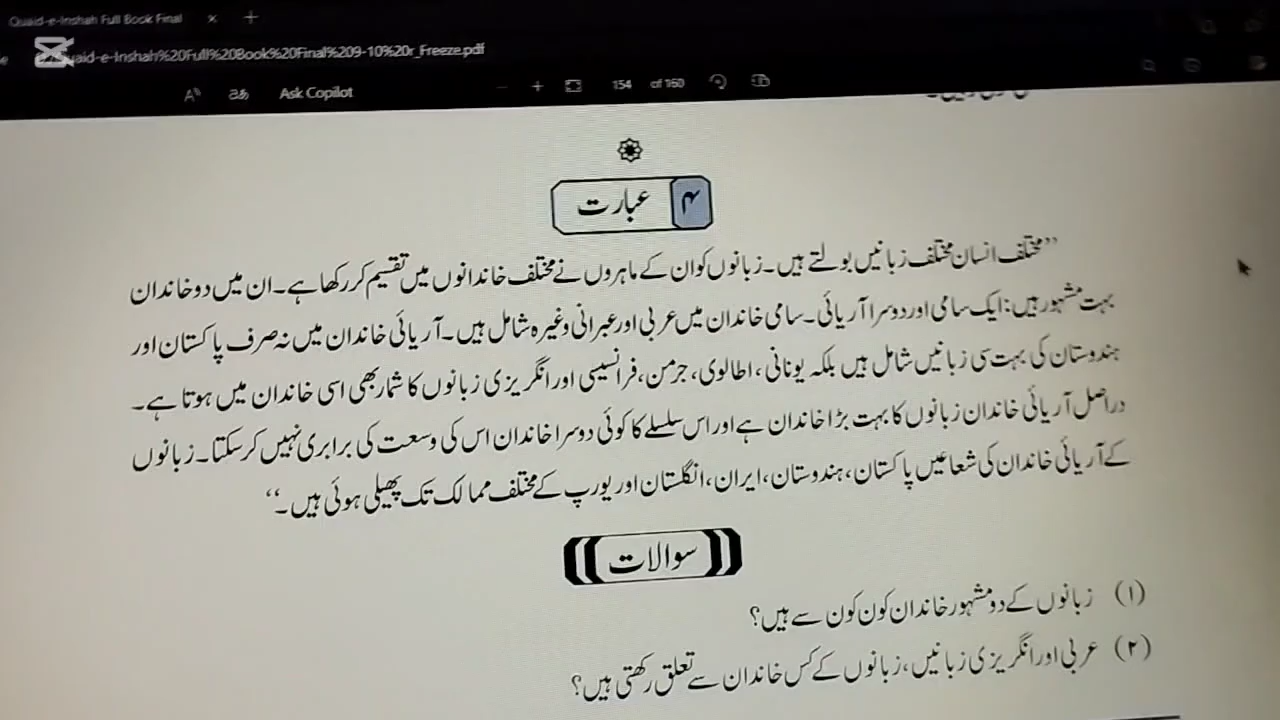 Quaid-e-Inshah Full Book Final
uaid-e-Inshah%20Full%20Book%20Final%209-10%20r_Freeze.pdf
Ask Copilot
154 of 160
۴ عبارت
”مختلف انسان مختلف زبانیں بولتے ہیں۔ زبانوں کو ان کے ماہروں نے مختلف خاندانوں میں تقسیم کر رکھا ہے۔ ان میں دو خاندان
بہت مشہور ہیں: ایک سامی اور دوسرا آریائی۔ سامی خاندان میں عربی اور عبرانی وغیرہ شامل ہیں۔ آریائی خاندان میں نہ صرف پاکستان اور
ہندوستان کی بہت سی زبانیں شامل ہیں بلکہ یونانی، اطالوی، جرمن، فرانسیسی اور انگریزی زبانوں کا شمار بھی اسی خاندان میں ہوتا ہے۔
دراصل آریائی خاندان زبانوں کا بہت بڑا خاندان ہے اور اس سلسلے کا کوئی دوسرا خاندان اس کی وسعت کی برابری نہیں کرسکتا۔ زبانوں
کے آریائی خاندان کی شعاعیں پاکستان، ہندوستان، ایران، انگلستان اور یورپ کے مختلف ممالک تک پھیلی ہوئی ہیں۔“
سوالات
(۱) زبانوں کے دو مشہور خاندان کون کون سے ہیں؟
(۲) عربی اور انگریزی زبانیں، زبانوں کے کس خاندان سے تعلق رکھتی ہیں؟